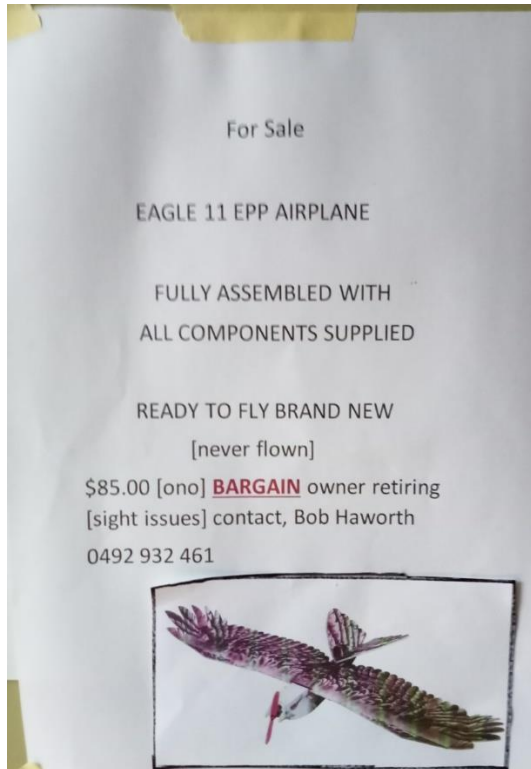 For Sale
EAGLE 11 EPP AIRPLANE
FULLY ASSEMBLED WITH
ALL COMPONENTS SUPPLIED
READY TO FLY BRAND NEW
[never flown]
$85.00 [ono] BARGAIN owner retiring
[sight issues] contact, Bob Haworth
0492 932 461